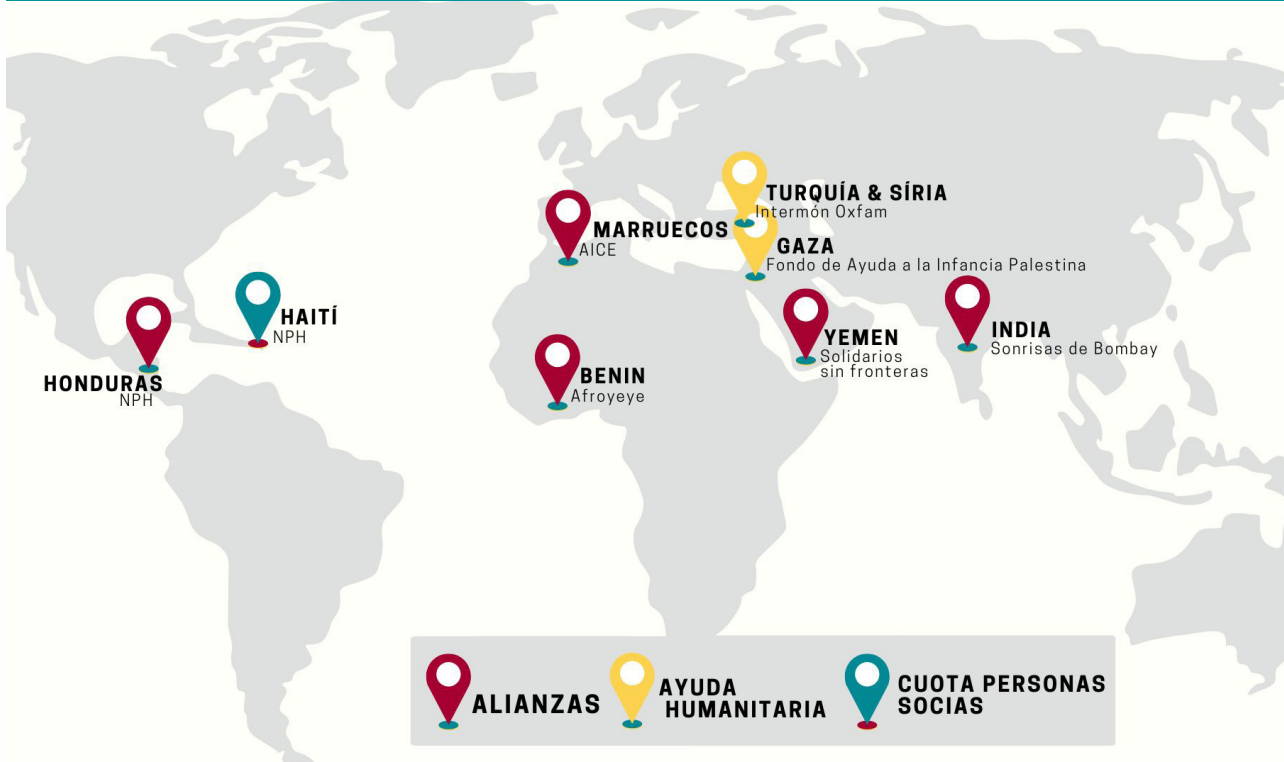 TURQUÍA & SÍRIA
Intermón Oxfam
MARRUECOS
AICE
GAZA
Fondo de Ayuda a la Infancia Palestina
HAITÍ
NPH
HONDURAS
NPH
YEMEN
Solidarios
sin fronteras
INDIA
Sonrisas de Bombay
BENIN
Afroyeye
ALIANZAS
AYUDA
HUMANITARIA
CUOTA PERSONAS
SOCIAS